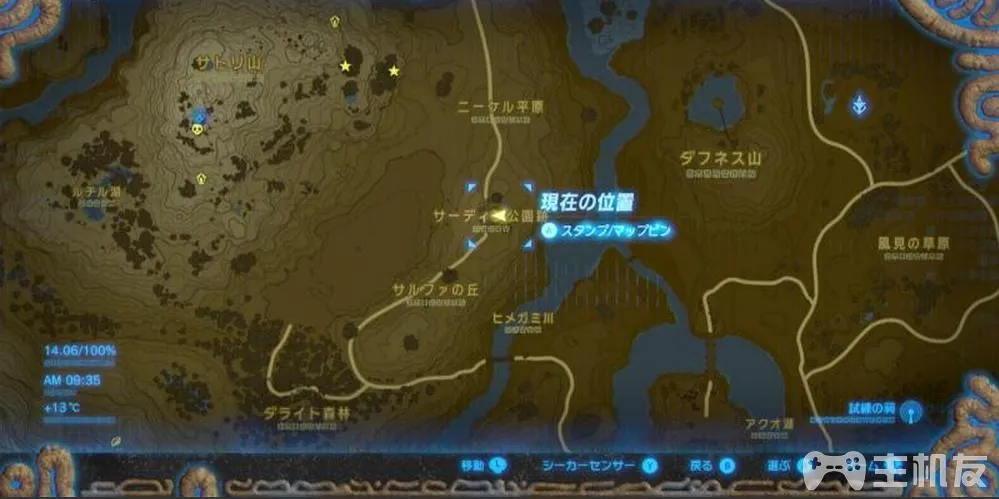 サトリ山
ニーケル平原
ダフネス山
ルチル湖
現在の位置
サーディ 公園跡
A スタンプ/マップピン
風見の草原
サルファの丘
ヒメガミ川
14.06/100%
AM 09:35
+13℃
ダライト森林
試練の祠
アクオ湖
移動 L
シーカーセンサー Y
戻る B
選ぶ
ーム
主机友